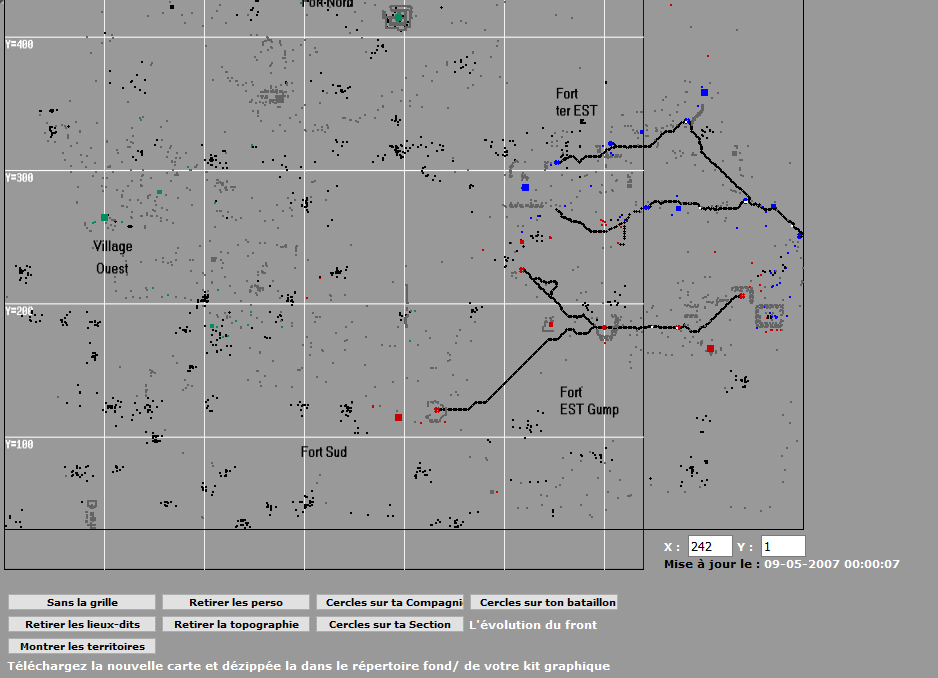 Fort-Nord
Y=400
Fort
ter EST
Y=300
Village
Ouest
Y=200
Fort
EST Gump
Y=100
Fort Sud
X : 242 Y : 1
Mise à jour le : 09-05-2007 00:00:07
Sans la grille Retirer les perso Cercles sur ta Compagni Cercles sur ton bataillon
Retirer les lieux-dits Retirer la topographie Cercles sur ta Section L'évolution du front
Montrer les territoires
Téléchargez la nouvelle carte et dézippée la dans le répertoire fond/ de votre kit graphique